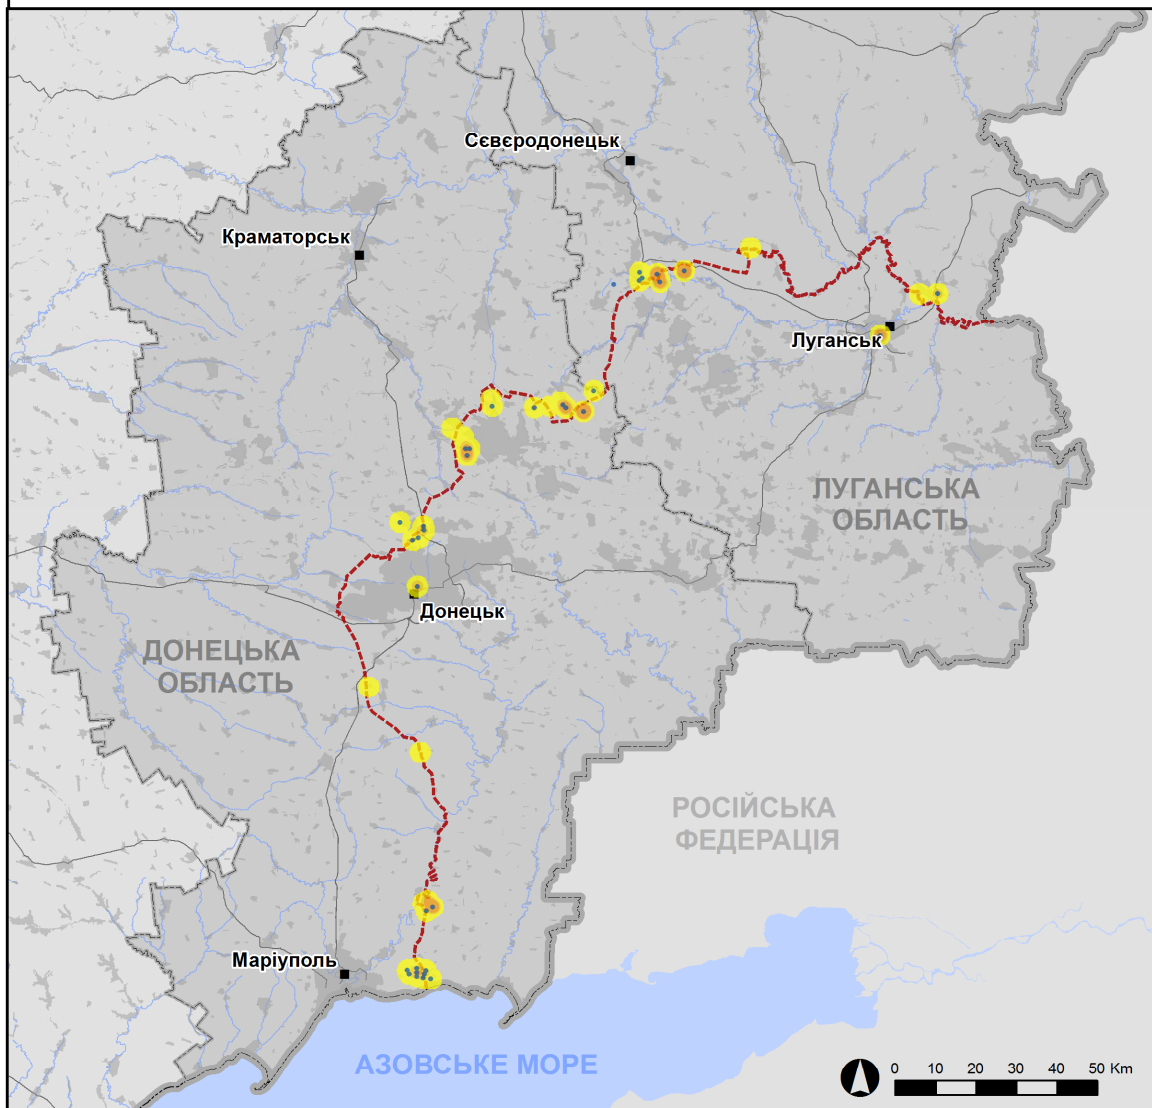 Сєвєродонецьк
Краматорськ
Луганськ
ЛУГАНСЬКА
ОБЛАСТЬ
Донецьк
ДОНЕЦЬКА
ОБЛАСТЬ
РОСІЙСЬКА
ФЕДЕРАЦІЯ
Маріуполь
АЗОВСЬКЕ МОРЕ
0 10 20 30 40 50 Km